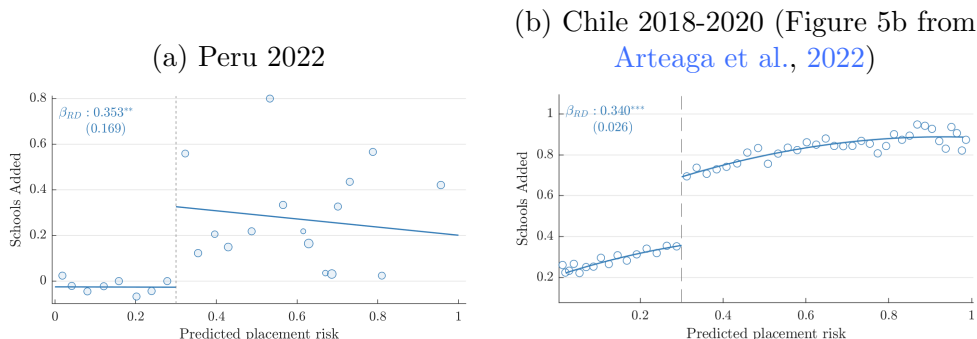 (a) Peru 2022
0.8
β_RD : 0.353**
(0.169)
0.6
0.4
0.2
0
Schools Added
0
0.2
0.4
0.6
0.8
1
Predicted placement risk
(b) Chile 2018-2020 (Figure 5b from
Arteaga et al., 2022)
1
β_RD : 0.340***
(0.026)
0.8
0.6
0.4
0.2
Schools Added
0.2
0.4
0.6
0.8
1
Predicted placement risk